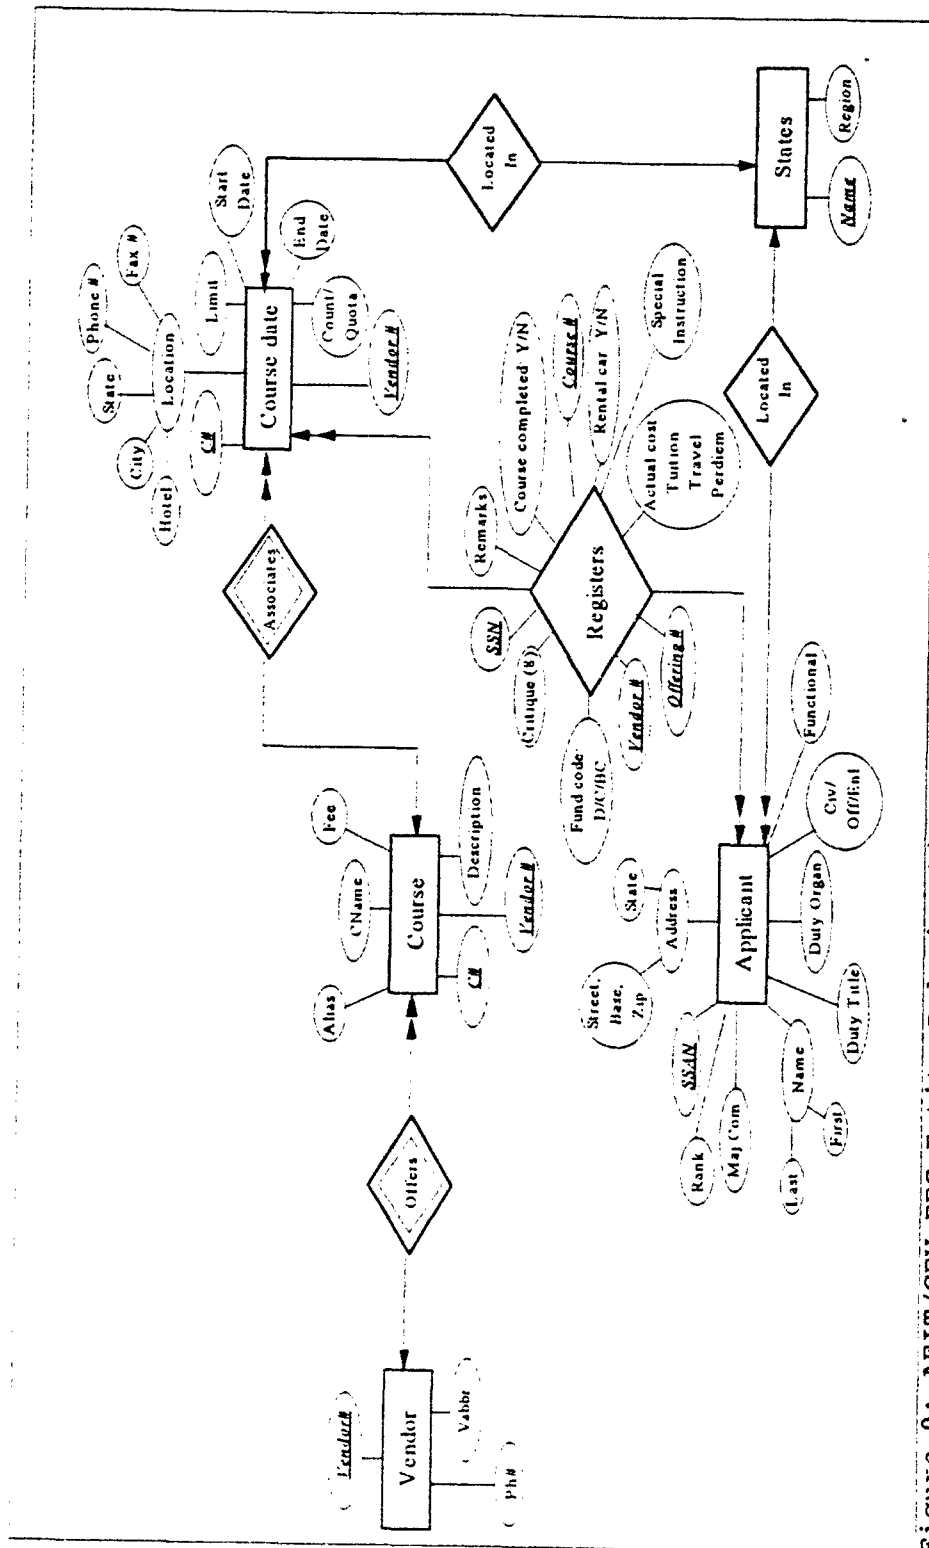 Vendor#
Vendor
Vabbr
Ph#
Offers
Alias
CName
Fee
Course
C#
Vendor #
Description
Associates
Hotel
City
State
Phone #
Fax #
Location
Limit
Start
Date
Course date
C#
Vendor #
Count/
Quota
End
Date
Located
In
States
Name
Region
Remarks
SSN
Critique (8)
Fund code
D/C/BC
Vendor #
Offering #
Registers
Course completed Y/N
Course #
Rental car Y/N
Special
Instruction
Actual cost
Tuition
Travel
Perdiem
Located
In
Street,
Base,
Zip
State
Address
SSAN
Rank
Maj Com
Applicant
Name
Last
First
Duty Title
Duty Organ
Civ/
Off/Enl
Functional